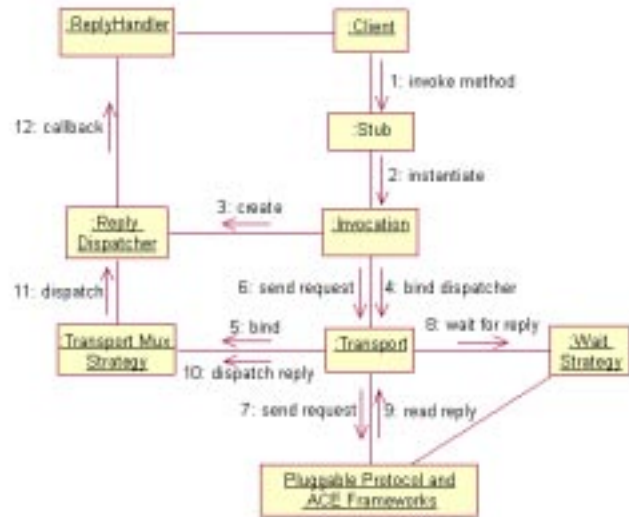 :ReplyHandler
:Client
1: invoke method
12: callback
:Stub
2: instantiate
3: create
:Reply
Dispatcher
:Invocation
11: dispatch
6: send request
4: bind dispatcher
5: bind
8: wait for reply
:Transport Mux
Strategy
:Transport
:Wait
Strategy
10: dispatch reply
7: send request
9: read reply
Pluggable Protocol and
ACE Frameworks